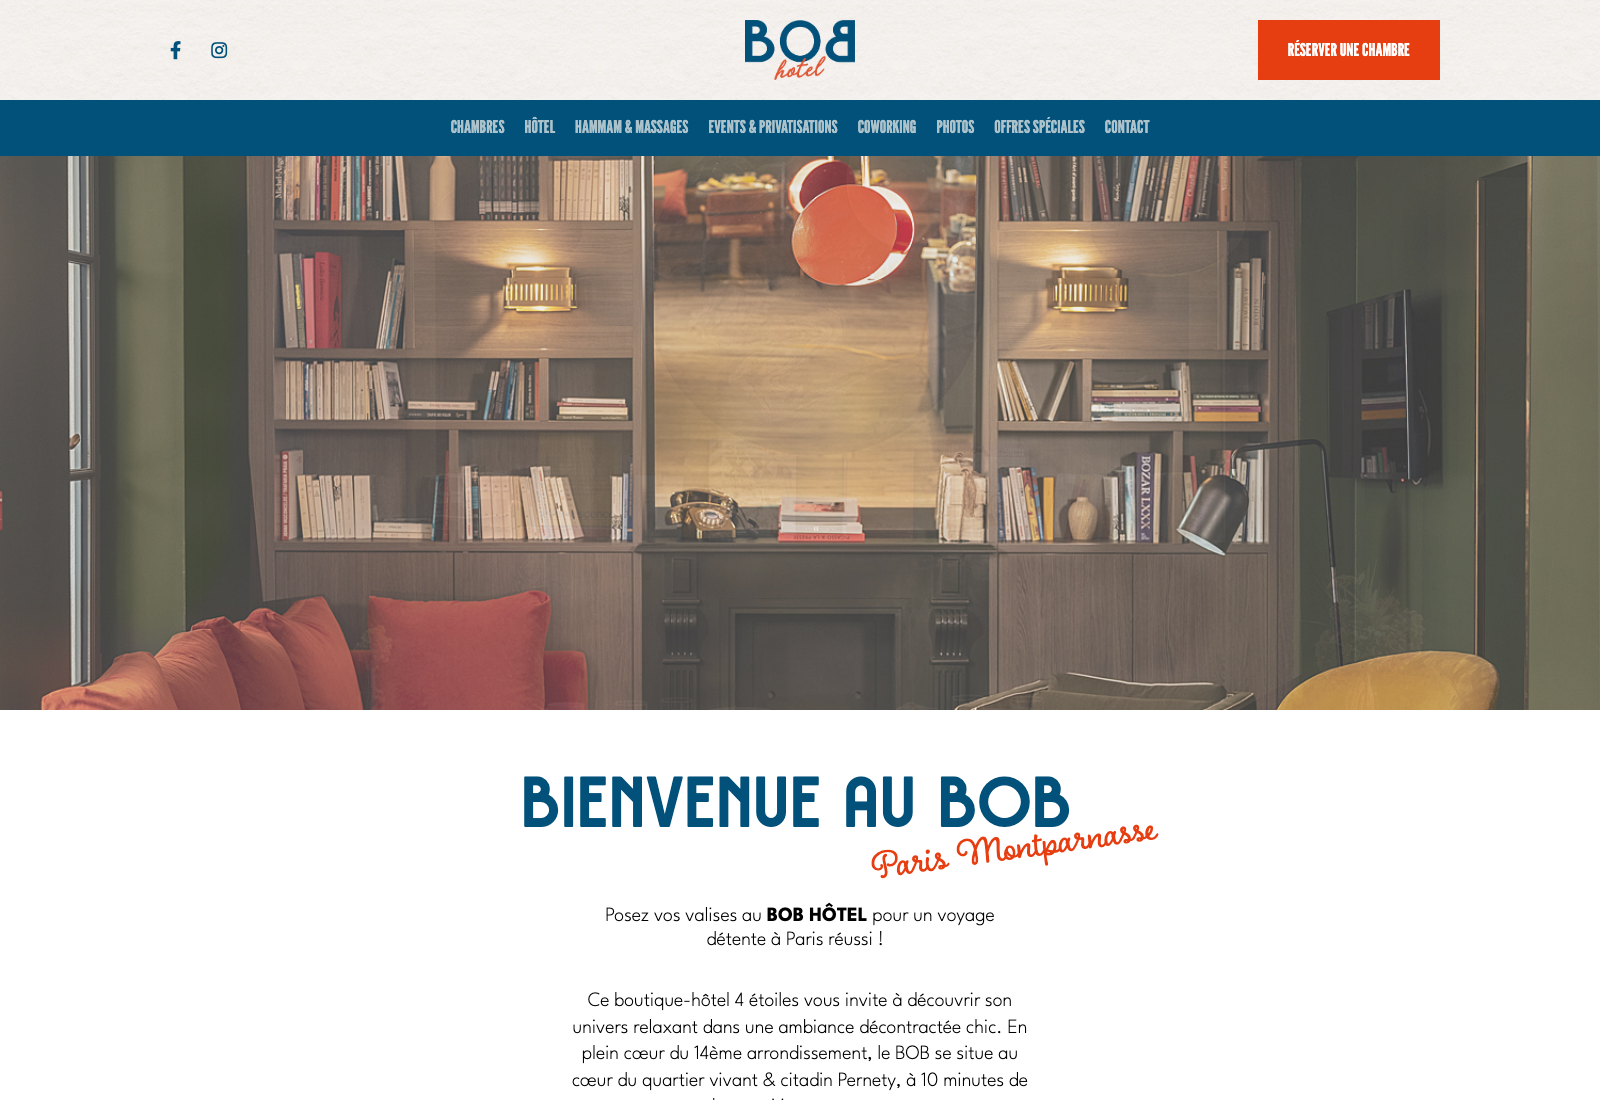 BOB
hotel
RÉSERVER UNE CHAMBRE
CHAMBRES HÔTEL HAMMAM & MASSAGES EVENTS & PRIVATISATIONS COWORKING PHOTOS OFFRES SPÉCIALES CONTACT
BOZAR LXXX
BIENVENUE AU BOB
Paris Montparnasse
Posez vos valises au BOB HÔTEL pour un voyage
détente à Paris réussi !
Ce boutique-hôtel 4 étoiles vous invite à découvrir son
univers relaxant dans une ambiance décontractée chic. En
plein cœur du 14ème arrondissement, le BOB se situe au
cœur du quartier vivant & citadin Pernety, à 10 minutes de